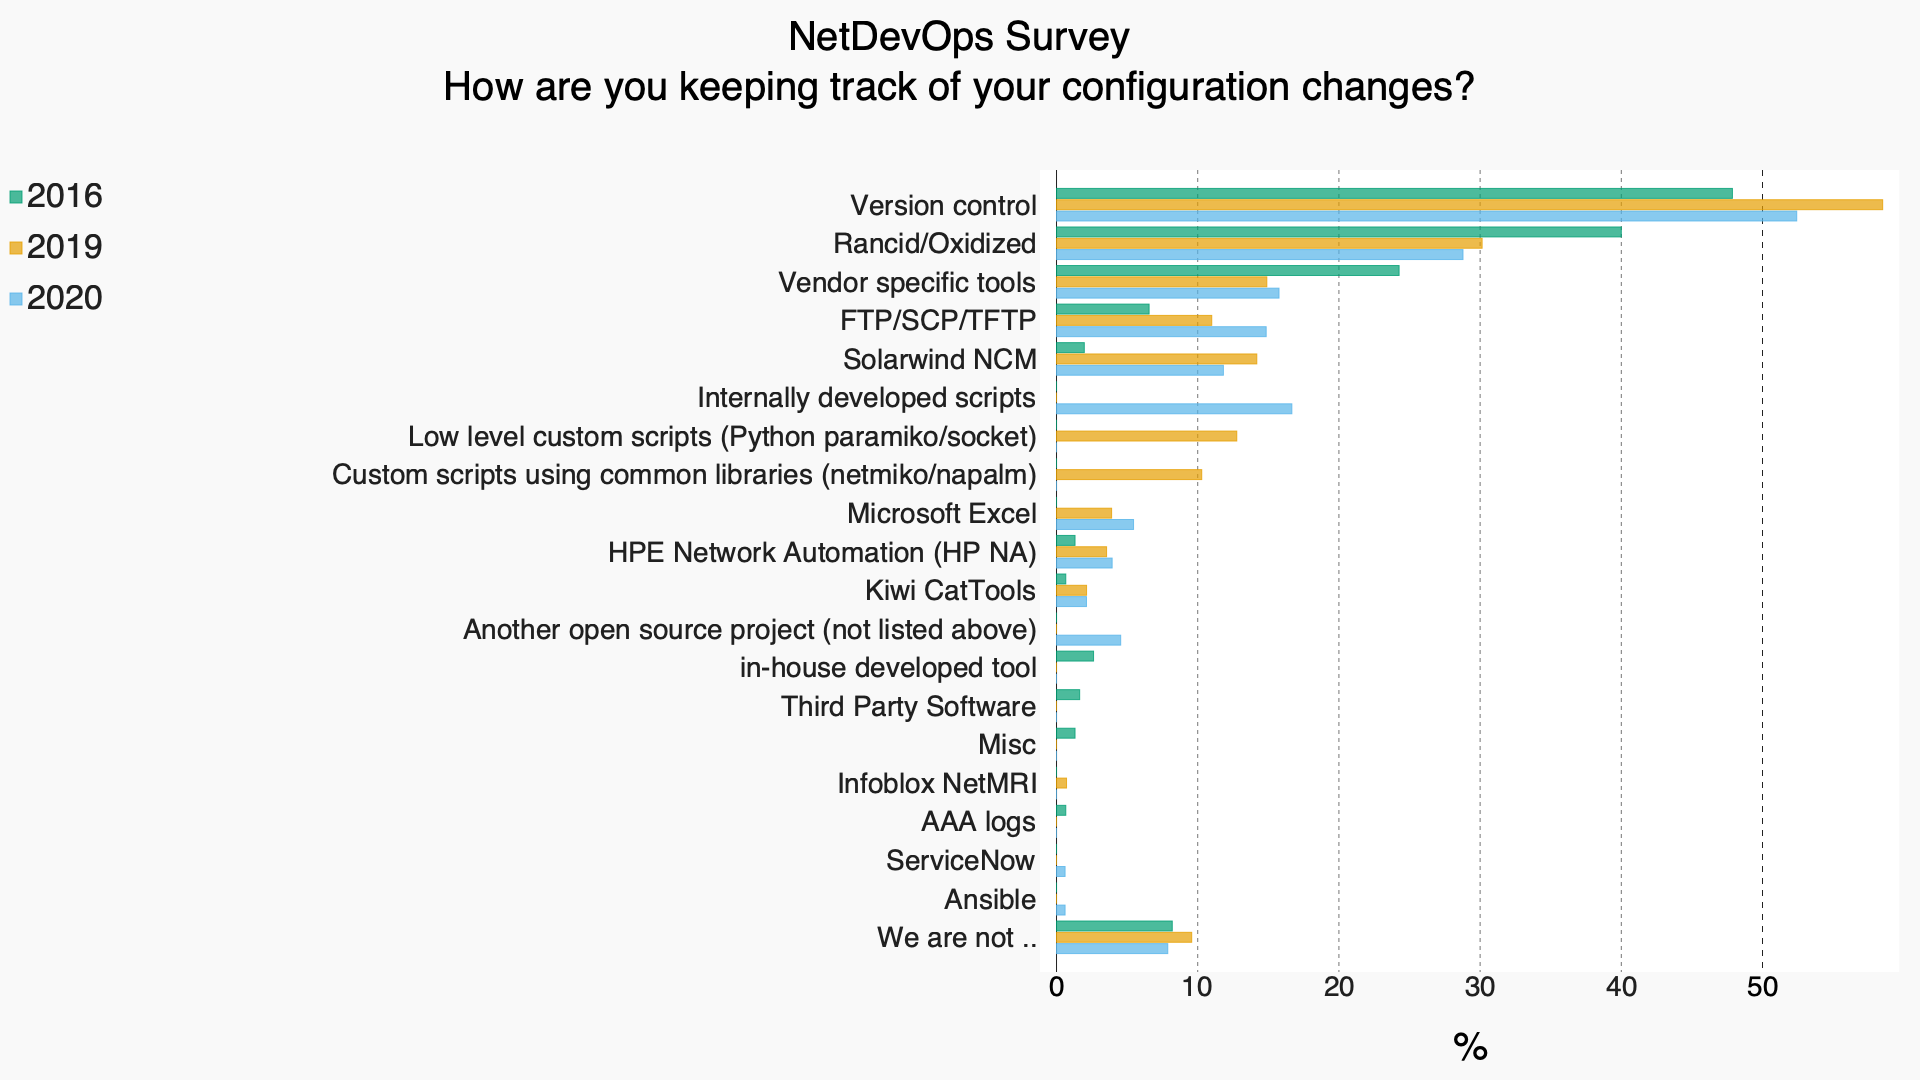 NetDevOps Survey
How are you keeping track of your configuration changes?
2016
2019
2020
Version control
Rancid/Oxidized
Vendor specific tools
FTP/SCP/TFTP
Solarwind NCM
Internally developed scripts
Low level custom scripts (Python paramiko/socket)
Custom scripts using common libraries (netmiko/napalm)
Microsoft Excel
HPE Network Automation (HP NA)
Kiwi CatTools
Another open source project (not listed above)
in-house developed tool
Third Party Software
Misc
Infoblox NetMRI
AAA logs
ServiceNow
Ansible
We are not ..
0 10 20 30 40 50
%